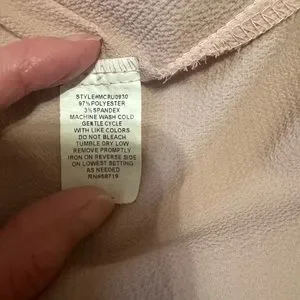 STYLE#MCRU0930
97%POLYESTER
3%SPANDEX
MACHINE WASH COLD
GENTLE CYCLE
WITH LIKE COLORS
DO NOT BLEACH
TUMBLE DRY LOW
REMOVE PROMPTLY
IRON ON REVERSE SIDE
ON LOWEST SETTING
AS NEEDED
RN#68719